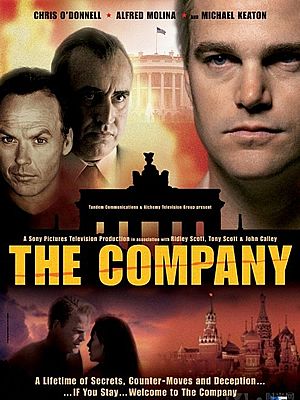 CHRIS O'DONNELL ALFRED MOLINA AND MICHAEL KEATON
Tandem Communications & Alchemy Television Group present
A Sony Pictures Television Production in association with Ridley Scott, Tony Scott & John Calley
THE COMPANY
A Lifetime of Secrets, Counter-Moves and Deception...
...If You Stay...Welcome to The Company